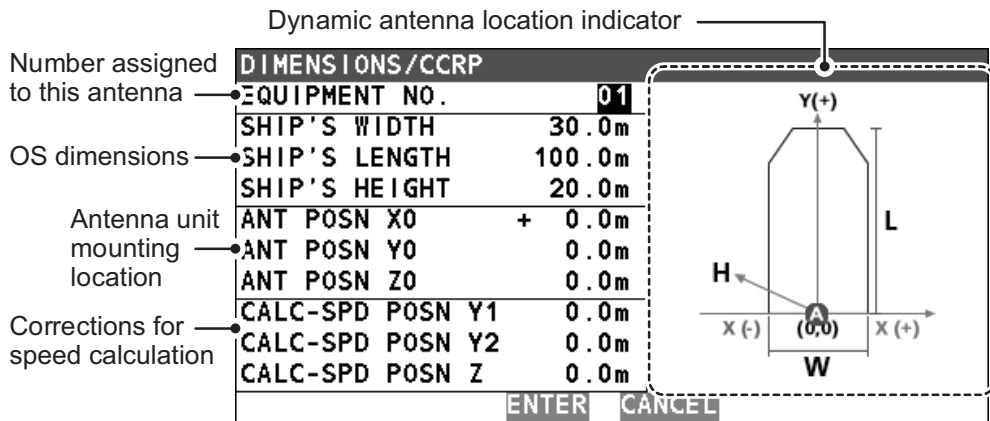 Dynamic antenna location indicator
Number assigned
to this antenna
OS dimensions
Antenna unit
mounting
location
Corrections for
speed calculation
DIMENSIONS/CCRP
EQUIPMENT NO. 01
SHIP'S WIDTH 30.0m
SHIP'S LENGTH 100.0m
SHIP'S HEIGHT 20.0m
ANT POSN X0 + 0.0m
ANT POSN Y0 0.0m
ANT POSN Z0 0.0m
CALC-SPD POSN Y1 0.0m
CALC-SPD POSN Y2 0.0m
CALC-SPD POSN Z 0.0m
ENTER CANCEL
Y(+)
L
H
A
X (-) (0,0) X (+)
W